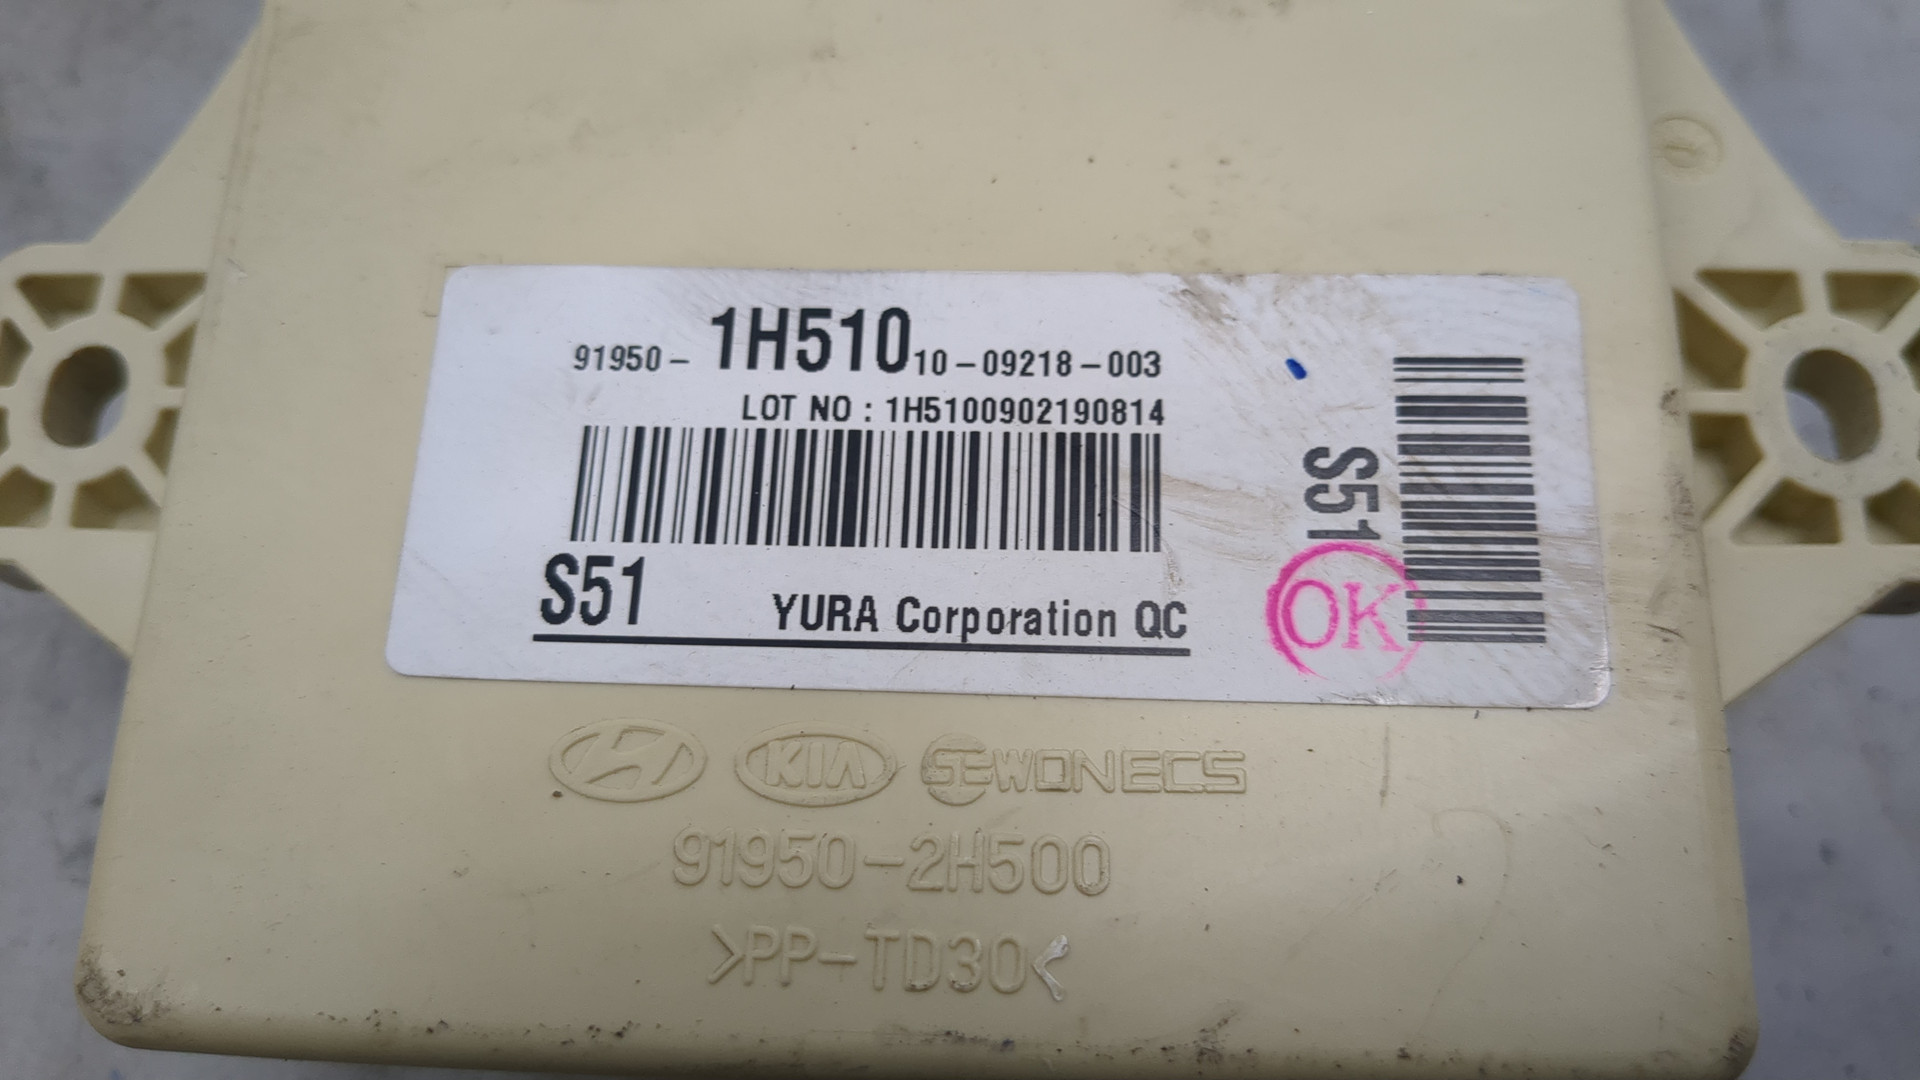 91950- 1H510 10-09218-003
LOT NO : 1H5100902190814
S51
YURA Corporation QC
S51
OK
KIA SEWONECS
91950-2H500
>PP-TD30<